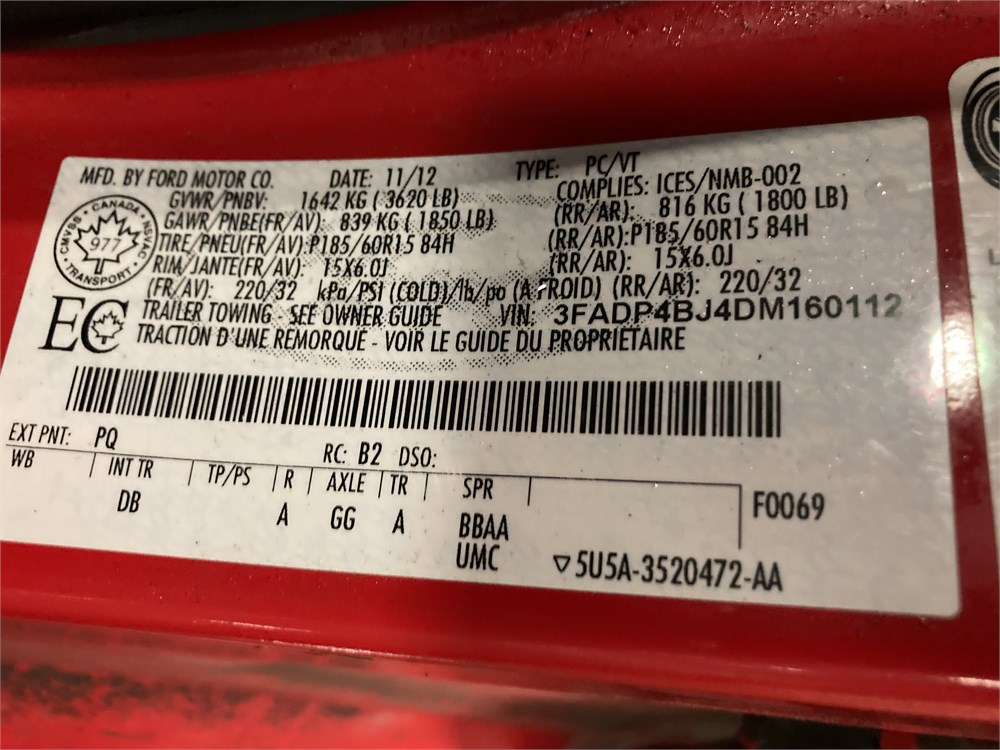 MFD. BY FORD MOTOR CO. DATE: 11/12 TYPE: PC/VT
GVWR/PNBV: 1642 KG ( 3620 LB) COMPLIES: ICES/NMB-002
GAWR/PNBE(FR/AV): 839 KG ( 1850 LB) (RR/AR): 816 KG ( 1800 LB)
TIRE/PNEU(FR/AV):P185/60R15 84H (RR/AR):P185/60R15 84H
RIM/JANTE(FR/AV): 15X6.0J (RR/AR): 15X6.0J
(FR/AV): 220/32 kPa/PSI (COLD)/lb/po (A FROID) (RR/AR): 220/32
TRAILER TOWING - SEE OWNER GUIDE VIN: 3FADP4BJ4DM160112
TRACTION D'UNE REMORQUE - VOIR LE GUIDE DU PROPRIETAIRE
CANADA
CMVSS 977 NSVAC
TRANSPORT
EC
EXT PNT: PQ RC: B2 DSO:
WB INT TR TP/PS R AXLE TR SPR F0069
DB A GG A BBAA
UMC ▽5U5A-3520472-AA